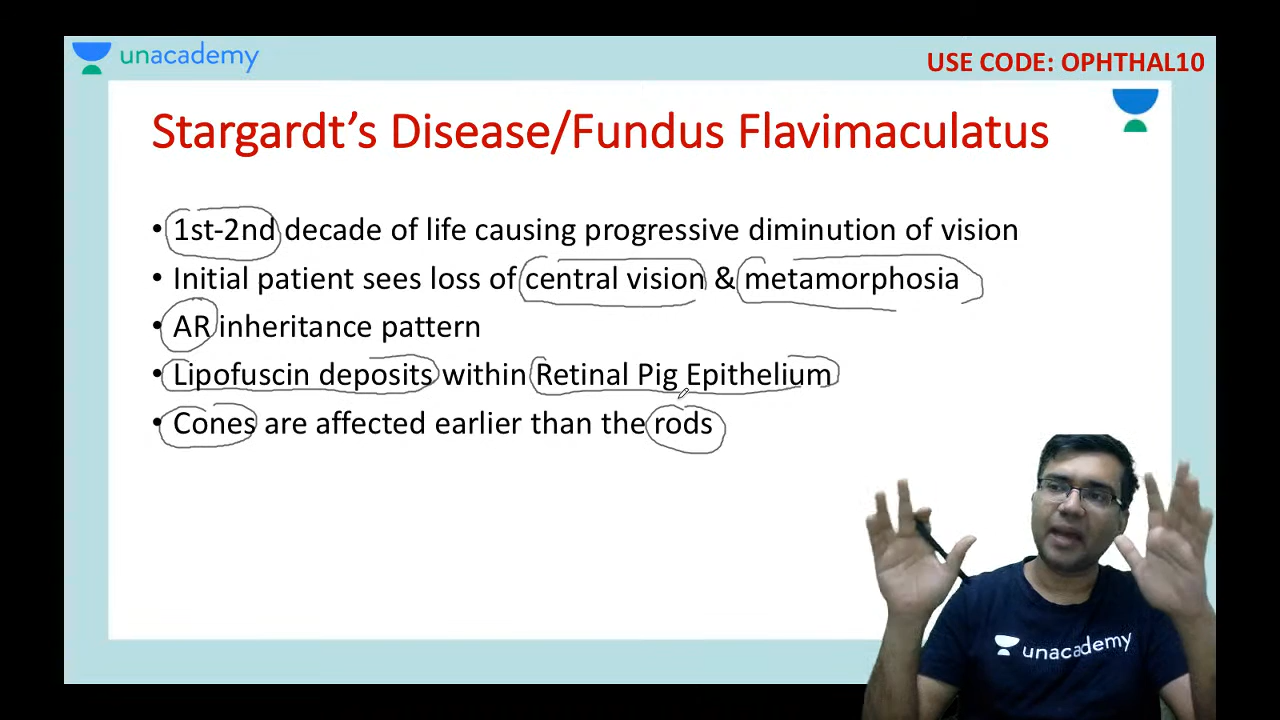 unacademy
USE CODE: OPHTHAL10
Stargardt’s Disease/Fundus Flavimaculatus
• 1st-2nd decade of life causing progressive diminution of vision
• Initial patient sees loss of central vision & metamorphosia
• AR inheritance pattern
• Lipofuscin deposits within Retinal Pig Epithelium
• Cones are affected earlier than the rods
unacademy